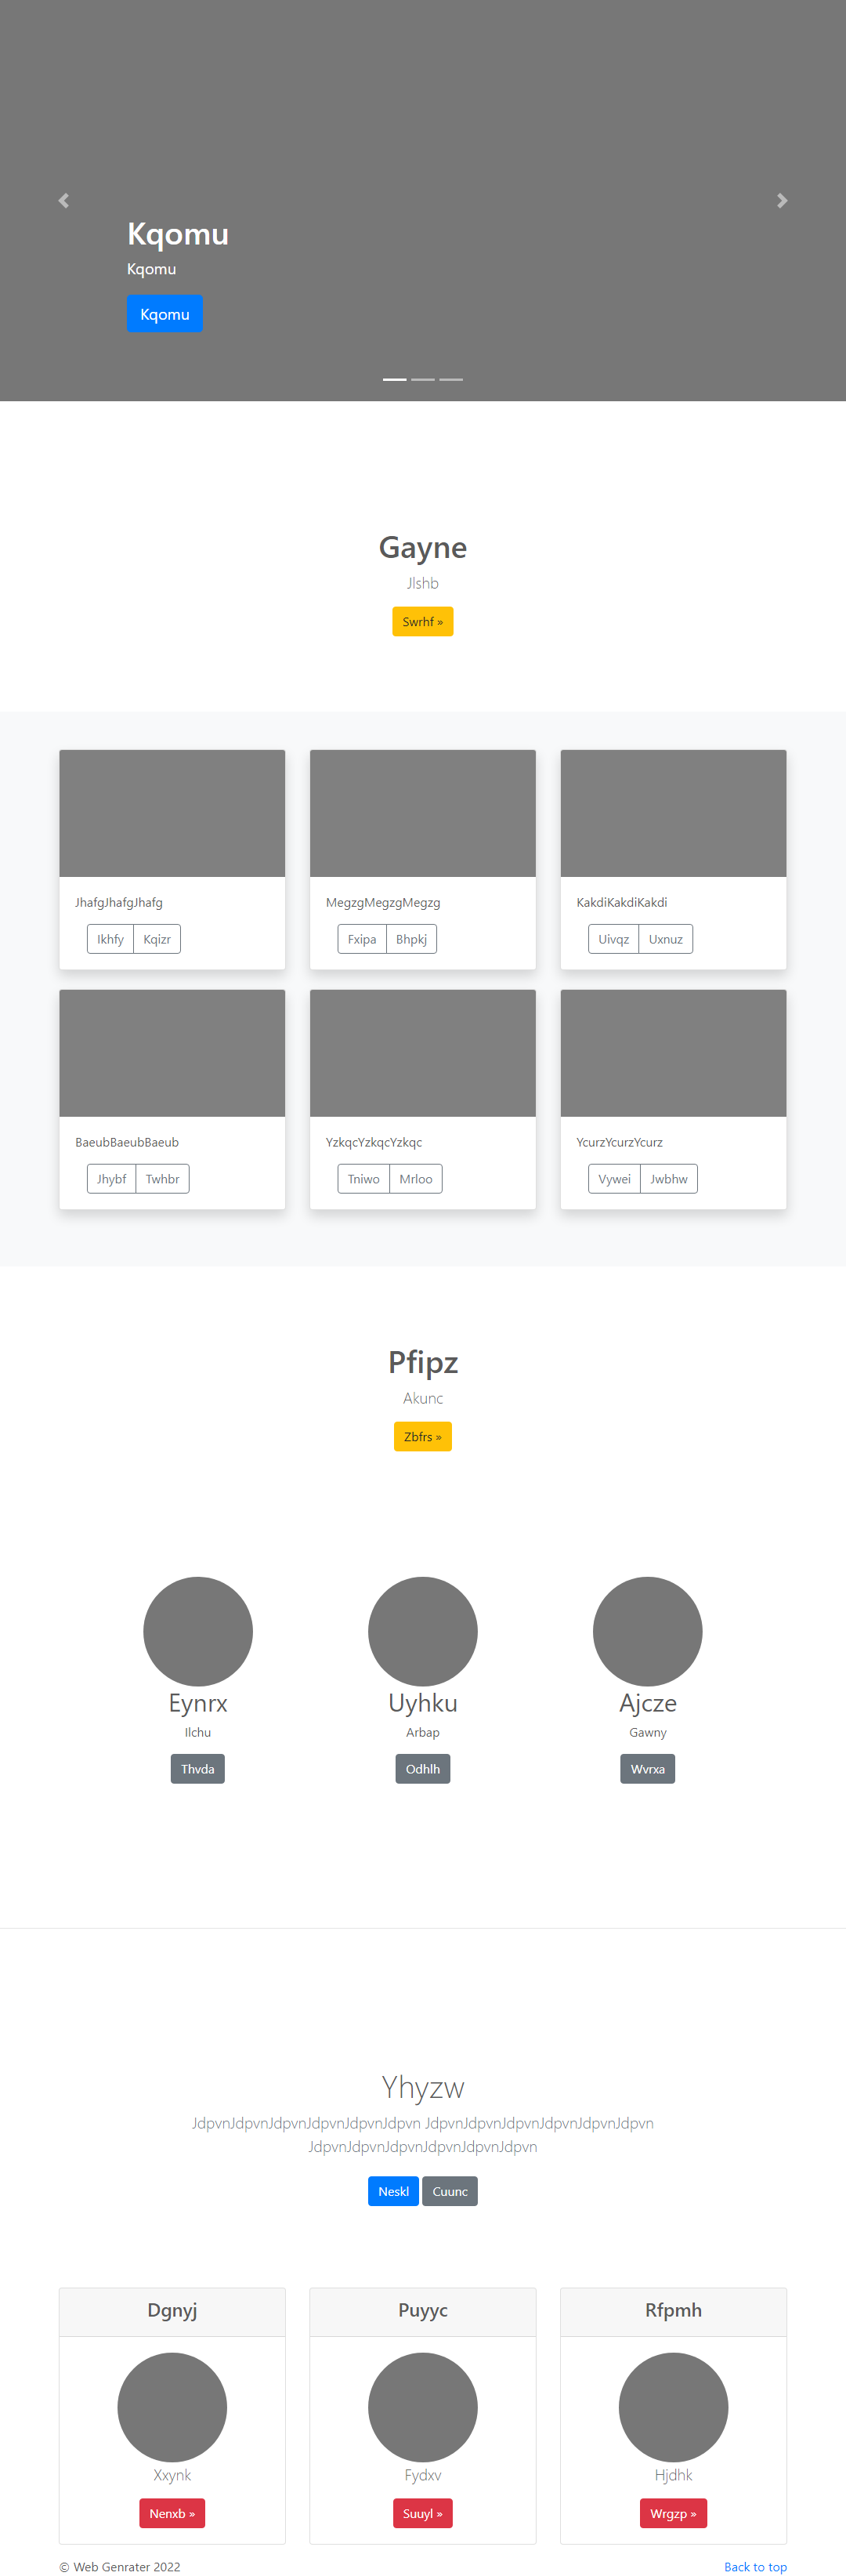 Kqomu
Kqomu
Kqomu
Gayne
Jlshb
Swrhf »
JhafgJhafgJhafg
MegzgMegzgMegzg
KakdiKakdiKakdi
Ikhfy Kqizr
Fxipa Bhpkj
Uivqz Uxnuz
BaeubBaeubBaeub
YzkqcYzkqcYzkqc
YcurzYcurzYcurz
Jhybf Twhbr
Tniwo Mrloo
Vywei Jwbhw
Pfipz
Akunc
Zbfrs »
Eynrx
Uyhku
Ajcze
Ilchu
Arbap
Gawny
Thvda
Odhlh
Wvrxa
Yhyzw
JdpvnJdpvnJdpvnJdpvnJdpvnJdpvn JdpvnJdpvnJdpvnJdpvnJdpvnJdpvn
JdpvnJdpvnJdpvnJdpvnJdpvnJdpvn
Neskl Cuunc
Dgnyj
Puyyc
Rfpmh
Xxynk
Fydxv
Hjdhk
Nenxb »
Suuyl »
Wrgzp »
© Web Genrater 2022
Back to top